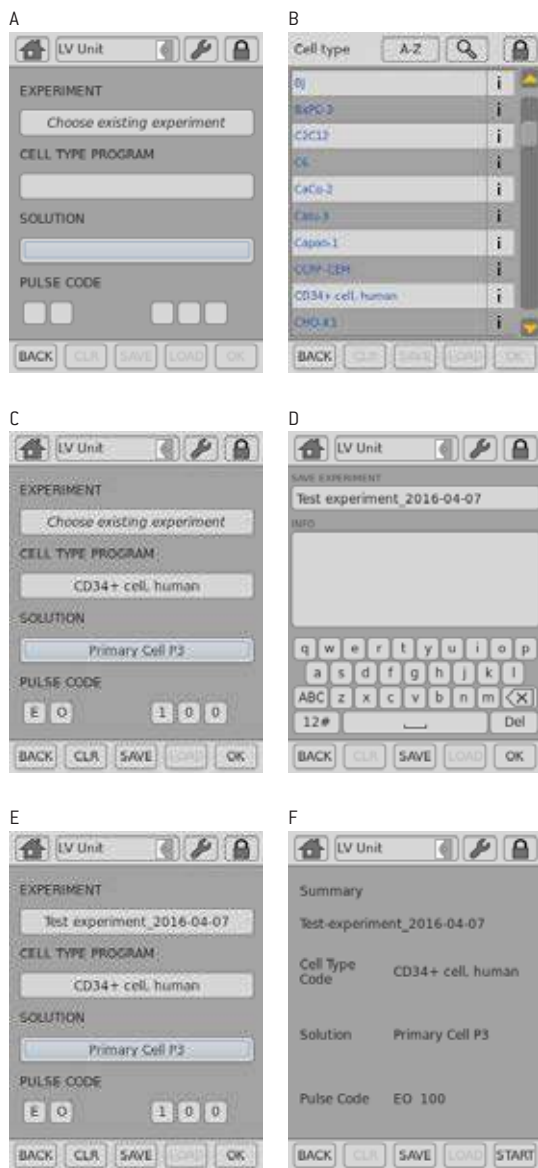 A
LV Unit
EXPERIMENT
Choose existing experiment
CELL TYPE PROGRAM
SOLUTION
PULSE CODE
BACK CLR SAVE LOAD OK
B
Cell type A-Z
BJ i
BxPC-3 i
C2C12 i
C6 i
CaCo-2 i
Calu-3 i
Capan-1 i
CCRF-CEM i
CD34+ cell, human i
CHO-K1 i
BACK CLR SAVE LOAD OK
C
LV Unit
EXPERIMENT
Choose existing experiment
CELL TYPE PROGRAM
CD34+ cell, human
SOLUTION
Primary Cell P3
PULSE CODE
E O 1 0 0
BACK CLR SAVE LOAD OK
D
LV Unit
SAVE EXPERIMENT
Test experiment_2016-04-07
INFO
q w e r t y u i o p
a s d f g h j k l
ABC z x c v b n m
12# Del
BACK CLR SAVE LOAD OK
E
LV Unit
EXPERIMENT
Test experiment_2016-04-07
CELL TYPE PROGRAM
CD34+ cell, human
SOLUTION
Primary Cell P3
PULSE CODE
E O 1 0 0
BACK CLR SAVE LOAD OK
F
LV Unit
Summary
Test-experiment_2016-04-07
Cell Type
Code CD34+ cell, human
Solution Primary Cell P3
Pulse Code EO 100
BACK CLR SAVE LOAD START